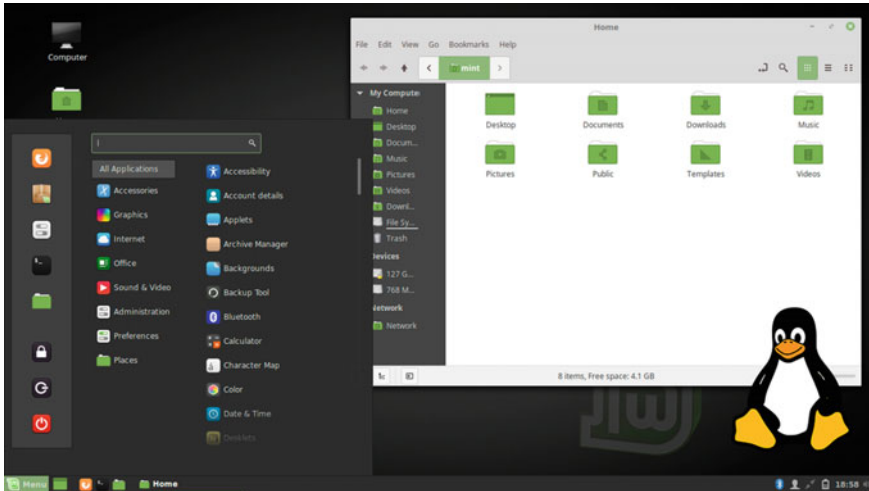 Computer
Home
File Edit View Go Bookmarks Help
mint
My Compute
Home
Desktop
Docum...
Music
Pictures
Videos
Downl...
File Sy...
Trash
Devices
127 G...
768 M...
Network
Network
Desktop Documents Downloads Music
Pictures Public Templates Videos
8 items, Free space: 4.1 GB
All Applications
Accessories
Graphics
Internet
Office
Sound & Video
Administration
Preferences
Places
Accessibility
Account details
Applets
Archive Manager
Backgrounds
Backup Tool
Bluetooth
Calculator
Character Map
Color
Date & Time
Desklets
Menu Home 18:58